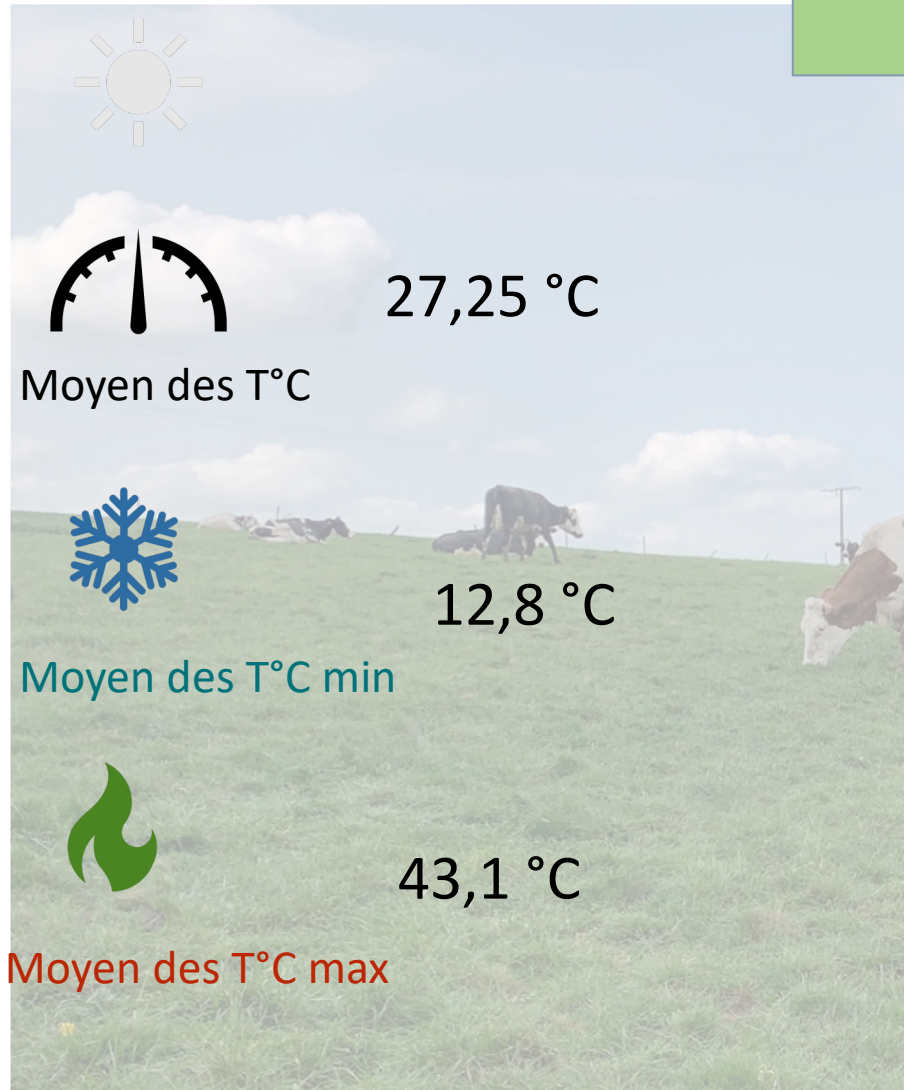 27,25 °C
Moyen des T°C
12,8 °C
Moyen des T°C min
43,1 °C
Moyen des T°C max